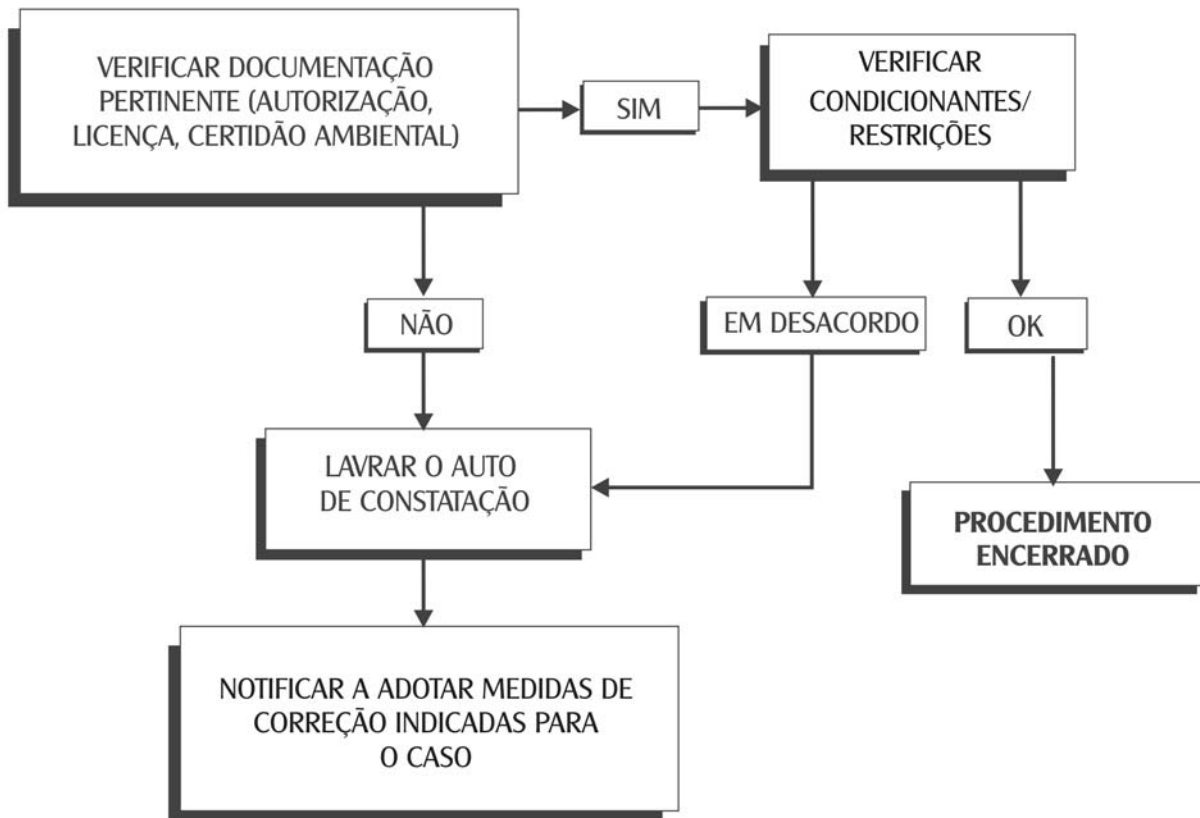 VERIFICAR DOCUMENTAÇÃO
PERTINENTE (AUTORIZAÇÃO,
LICENÇA, CERTIDÃO AMBIENTAL)
SIM
VERIFICAR
CONDICIONANTES/
RESTRIÇÕES
NÃO
EM DESACORDO
OK
LAVRAR O AUTO
DE CONSTATAÇÃO
PROCEDIMENTO
ENCERRADO
NOTIFICAR A ADOTAR MEDIDAS DE
CORREÇÃO INDICADAS PARA
O CASO